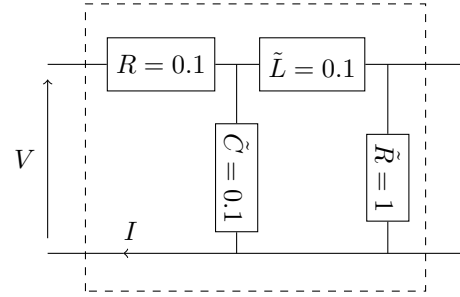 R = 0.1
L̃ = 0.1
C̃ = 0.1
R̃ = 1
V
I